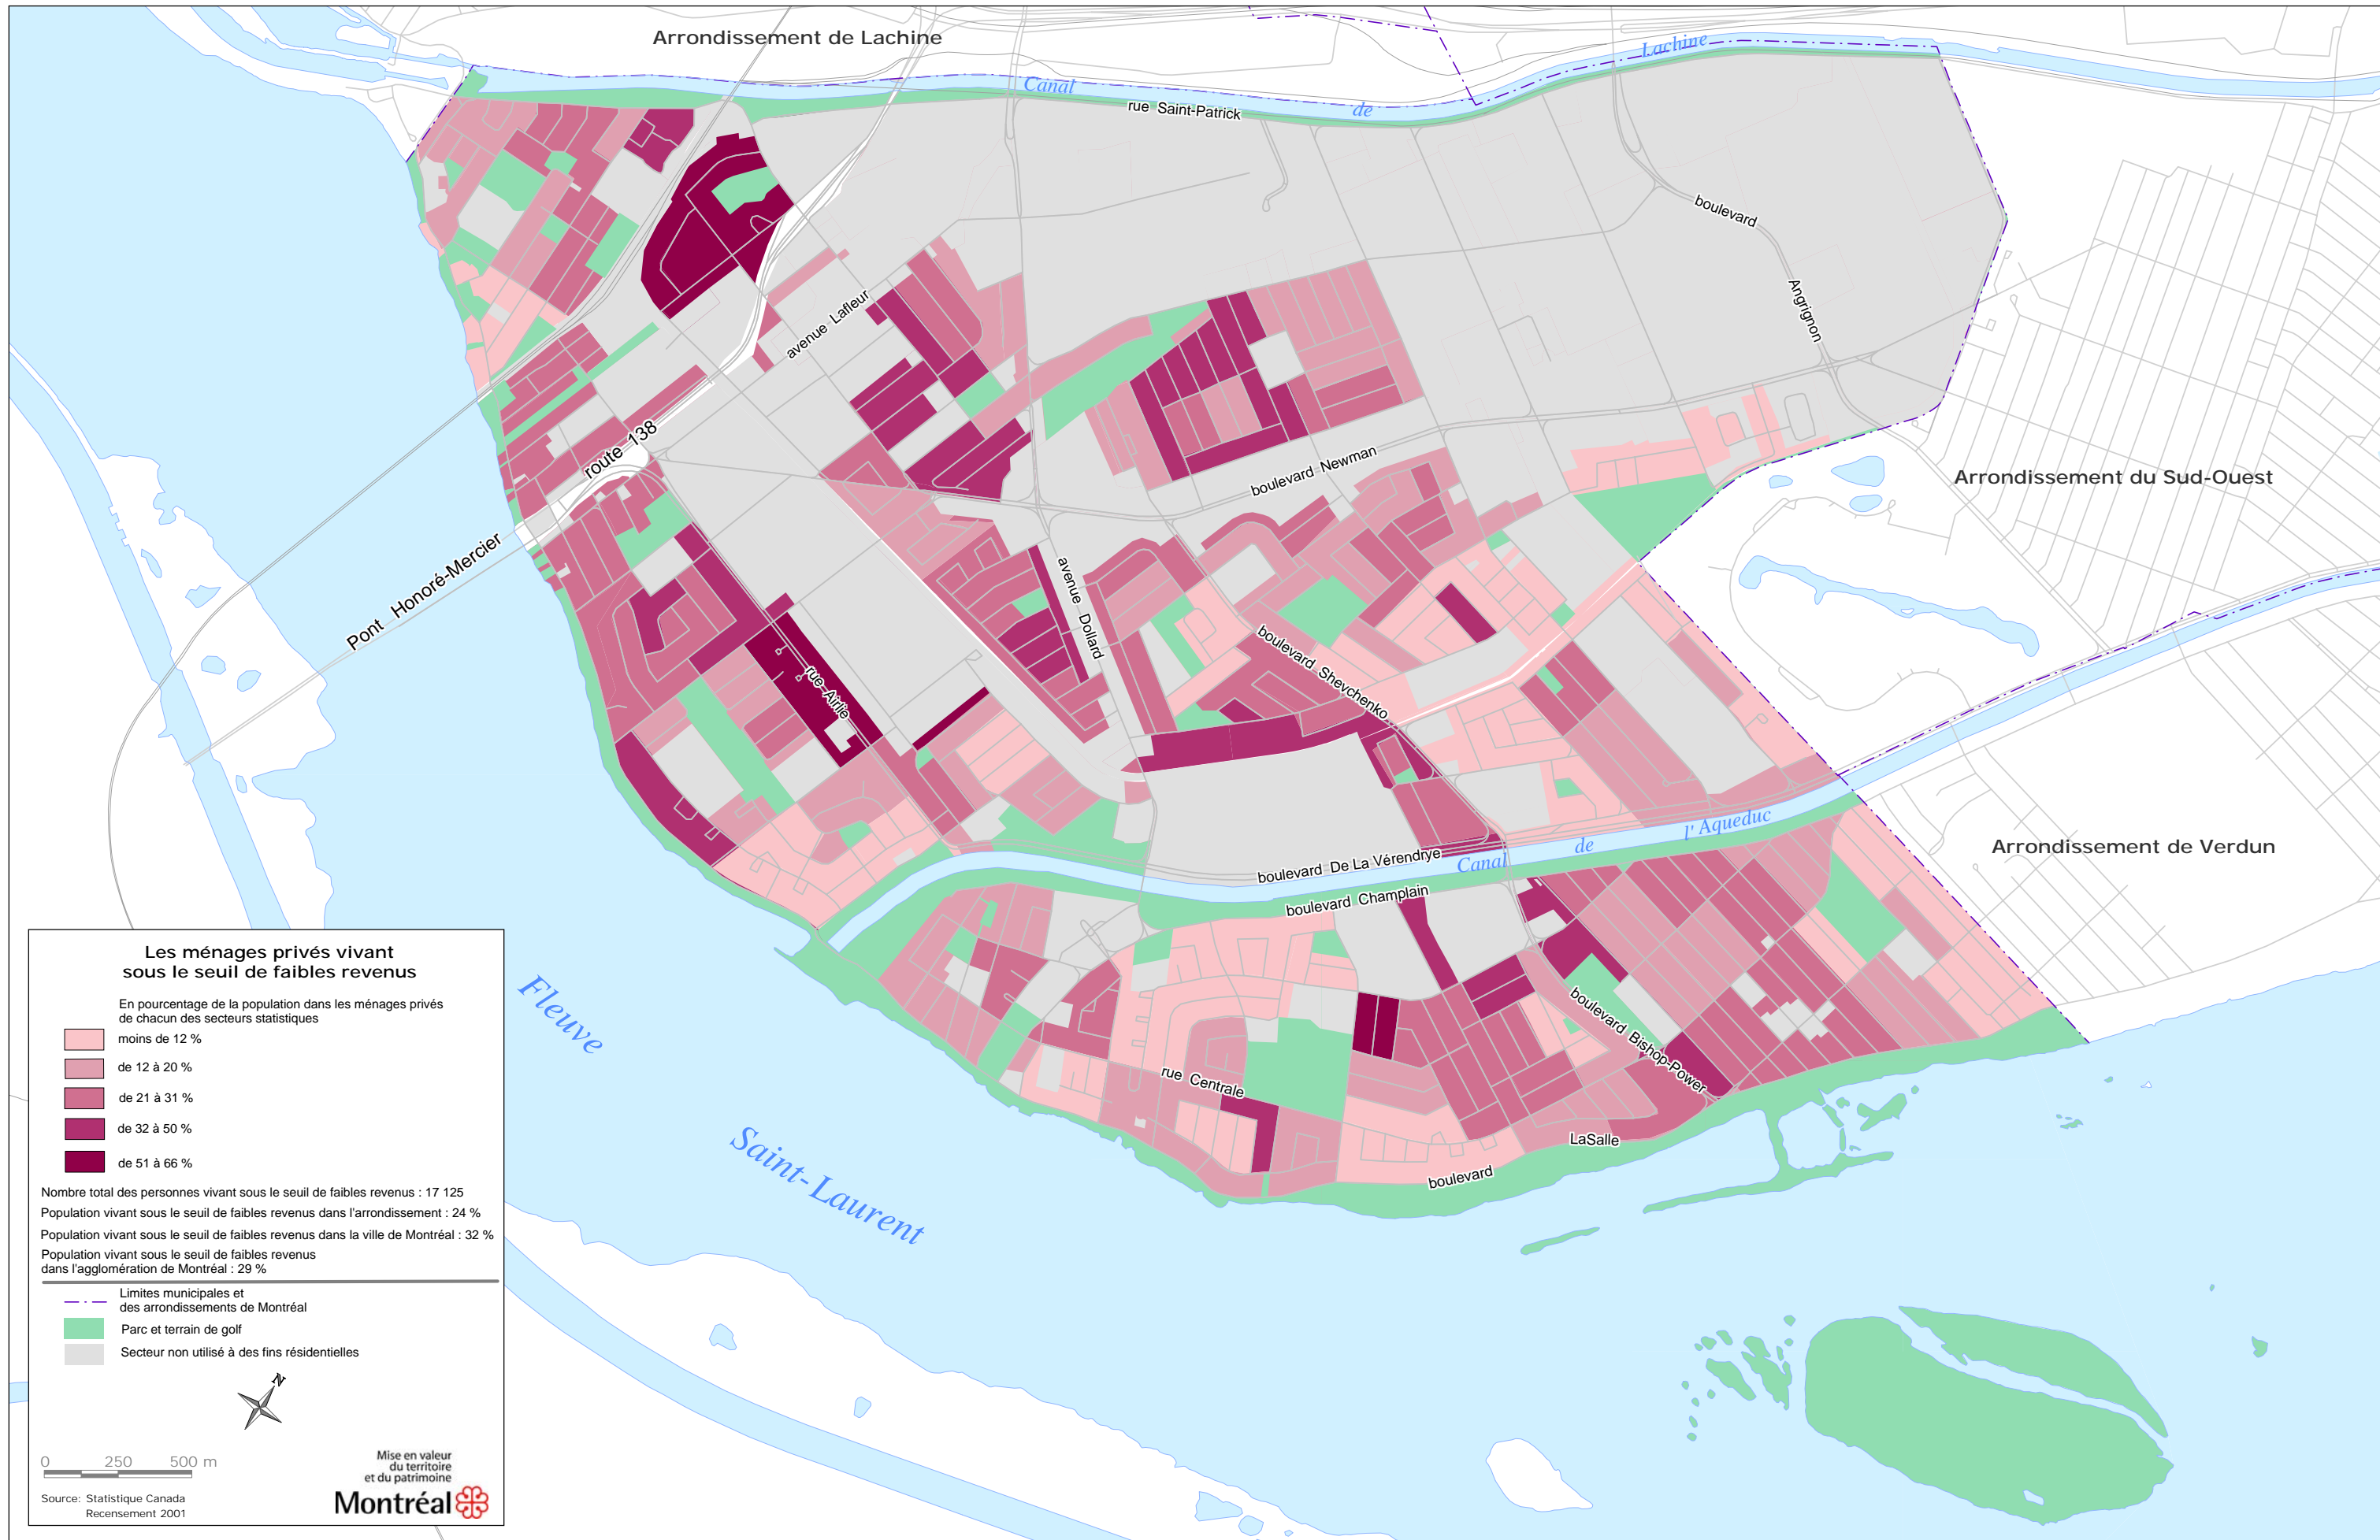 Arrondissement de Lachine
Canal
de
Lachine
rue Saint-Patrick
boulevard
Angrignon
avenue Lafleur
route 138
boulevard Newman
Arrondissement du Sud-Ouest
Pont Honoré-Mercier
avenue Dollard
boulevard Shevchenko
rue Airlie
l'Aqueduc
de
Canal
Arrondissement de Verdun
boulevard De La Vérendrye
boulevard Champlain
boulevard Bishop-Power
rue Centrale
LaSalle
boulevard
Fleuve
Saint-Laurent
Les ménages privés vivant
sous le seuil de faibles revenus
En pourcentage de la population dans les ménages privés
de chacun des secteurs statistiques
moins de 12 %
de 12 à 20 %
de 21 à 31 %
de 32 à 50 %
de 51 à 66 %
Nombre total des personnes vivant sous le seuil de faibles revenus : 17 125
Population vivant sous le seuil de faibles revenus dans l'arrondissement : 24 %
Population vivant sous le seuil de faibles revenus dans la ville de Montréal : 32 %
Population vivant sous le seuil de faibles revenus
dans l'agglomération de Montréal : 29 %
Limites municipales et
des arrondissements de Montréal
Parc et terrain de golf
Secteur non utilisé à des fins résidentielles
N
0 250 500 m
Mise en valeur
du territoire
et du patrimoine
Montréal
Source: Statistique Canada
Recensement 2001